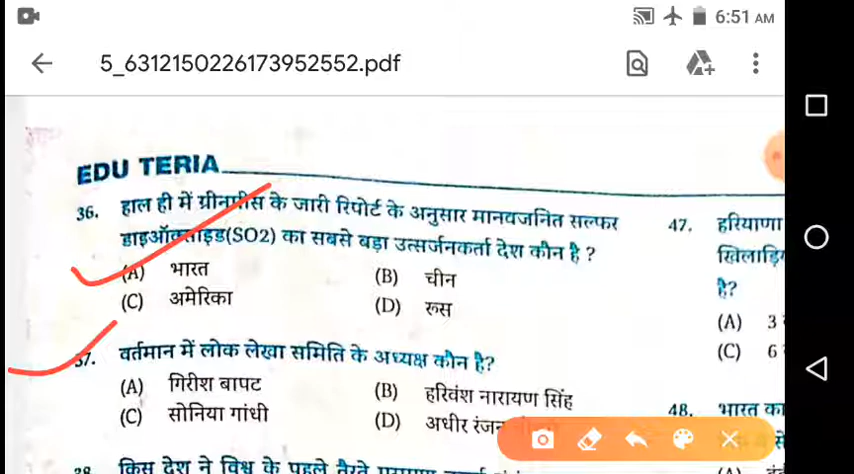 6:51 AM
5_6312150226173952552.pdf
EDU TERIA
36. हाल ही में ग्रीनपीस के जारी रिपोर्ट के अनुसार मानवजनित सल्फर
डाइऑक्साइड(SO2) का सबसे बड़ा उत्सर्जनकर्ता देश कौन है ?
(A) भारत
(B) चीन
(C) अमेरिका
(D) रूस
37. वर्तमान में लोक लेखा समिति के अध्यक्ष कौन है?
(A) गिरीश बापट
(B) हरिवंश नारायण सिंह
(C) सोनिया गांधी
(D) अधीर रंजन
किस देश ने विश्व के पहले तैरते
47. हरियाणा
है?
(A) 3
(C) 6
48. भारत का